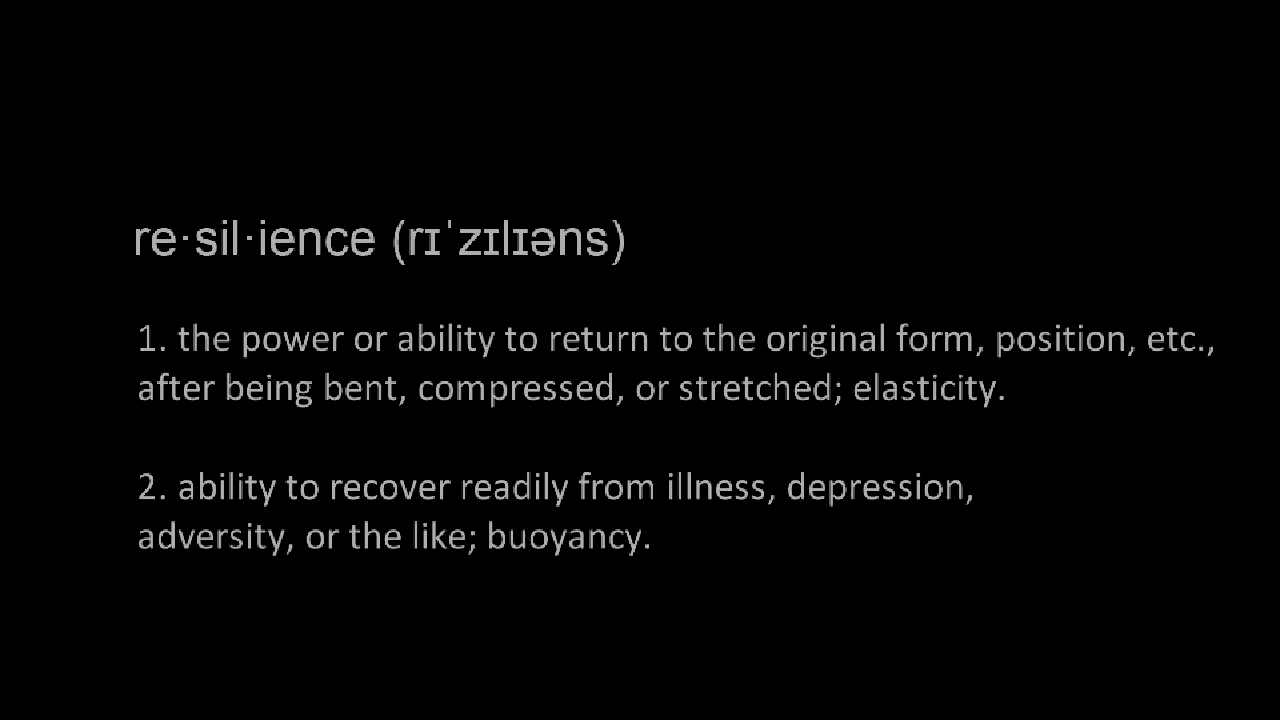 re·sil·ience (rɪˈzɪlɪəns)
1. the power or ability to return to the original form, position, etc.,
after being bent, compressed, or stretched; elasticity.
2. ability to recover readily from illness, depression,
adversity, or the like; buoyancy.